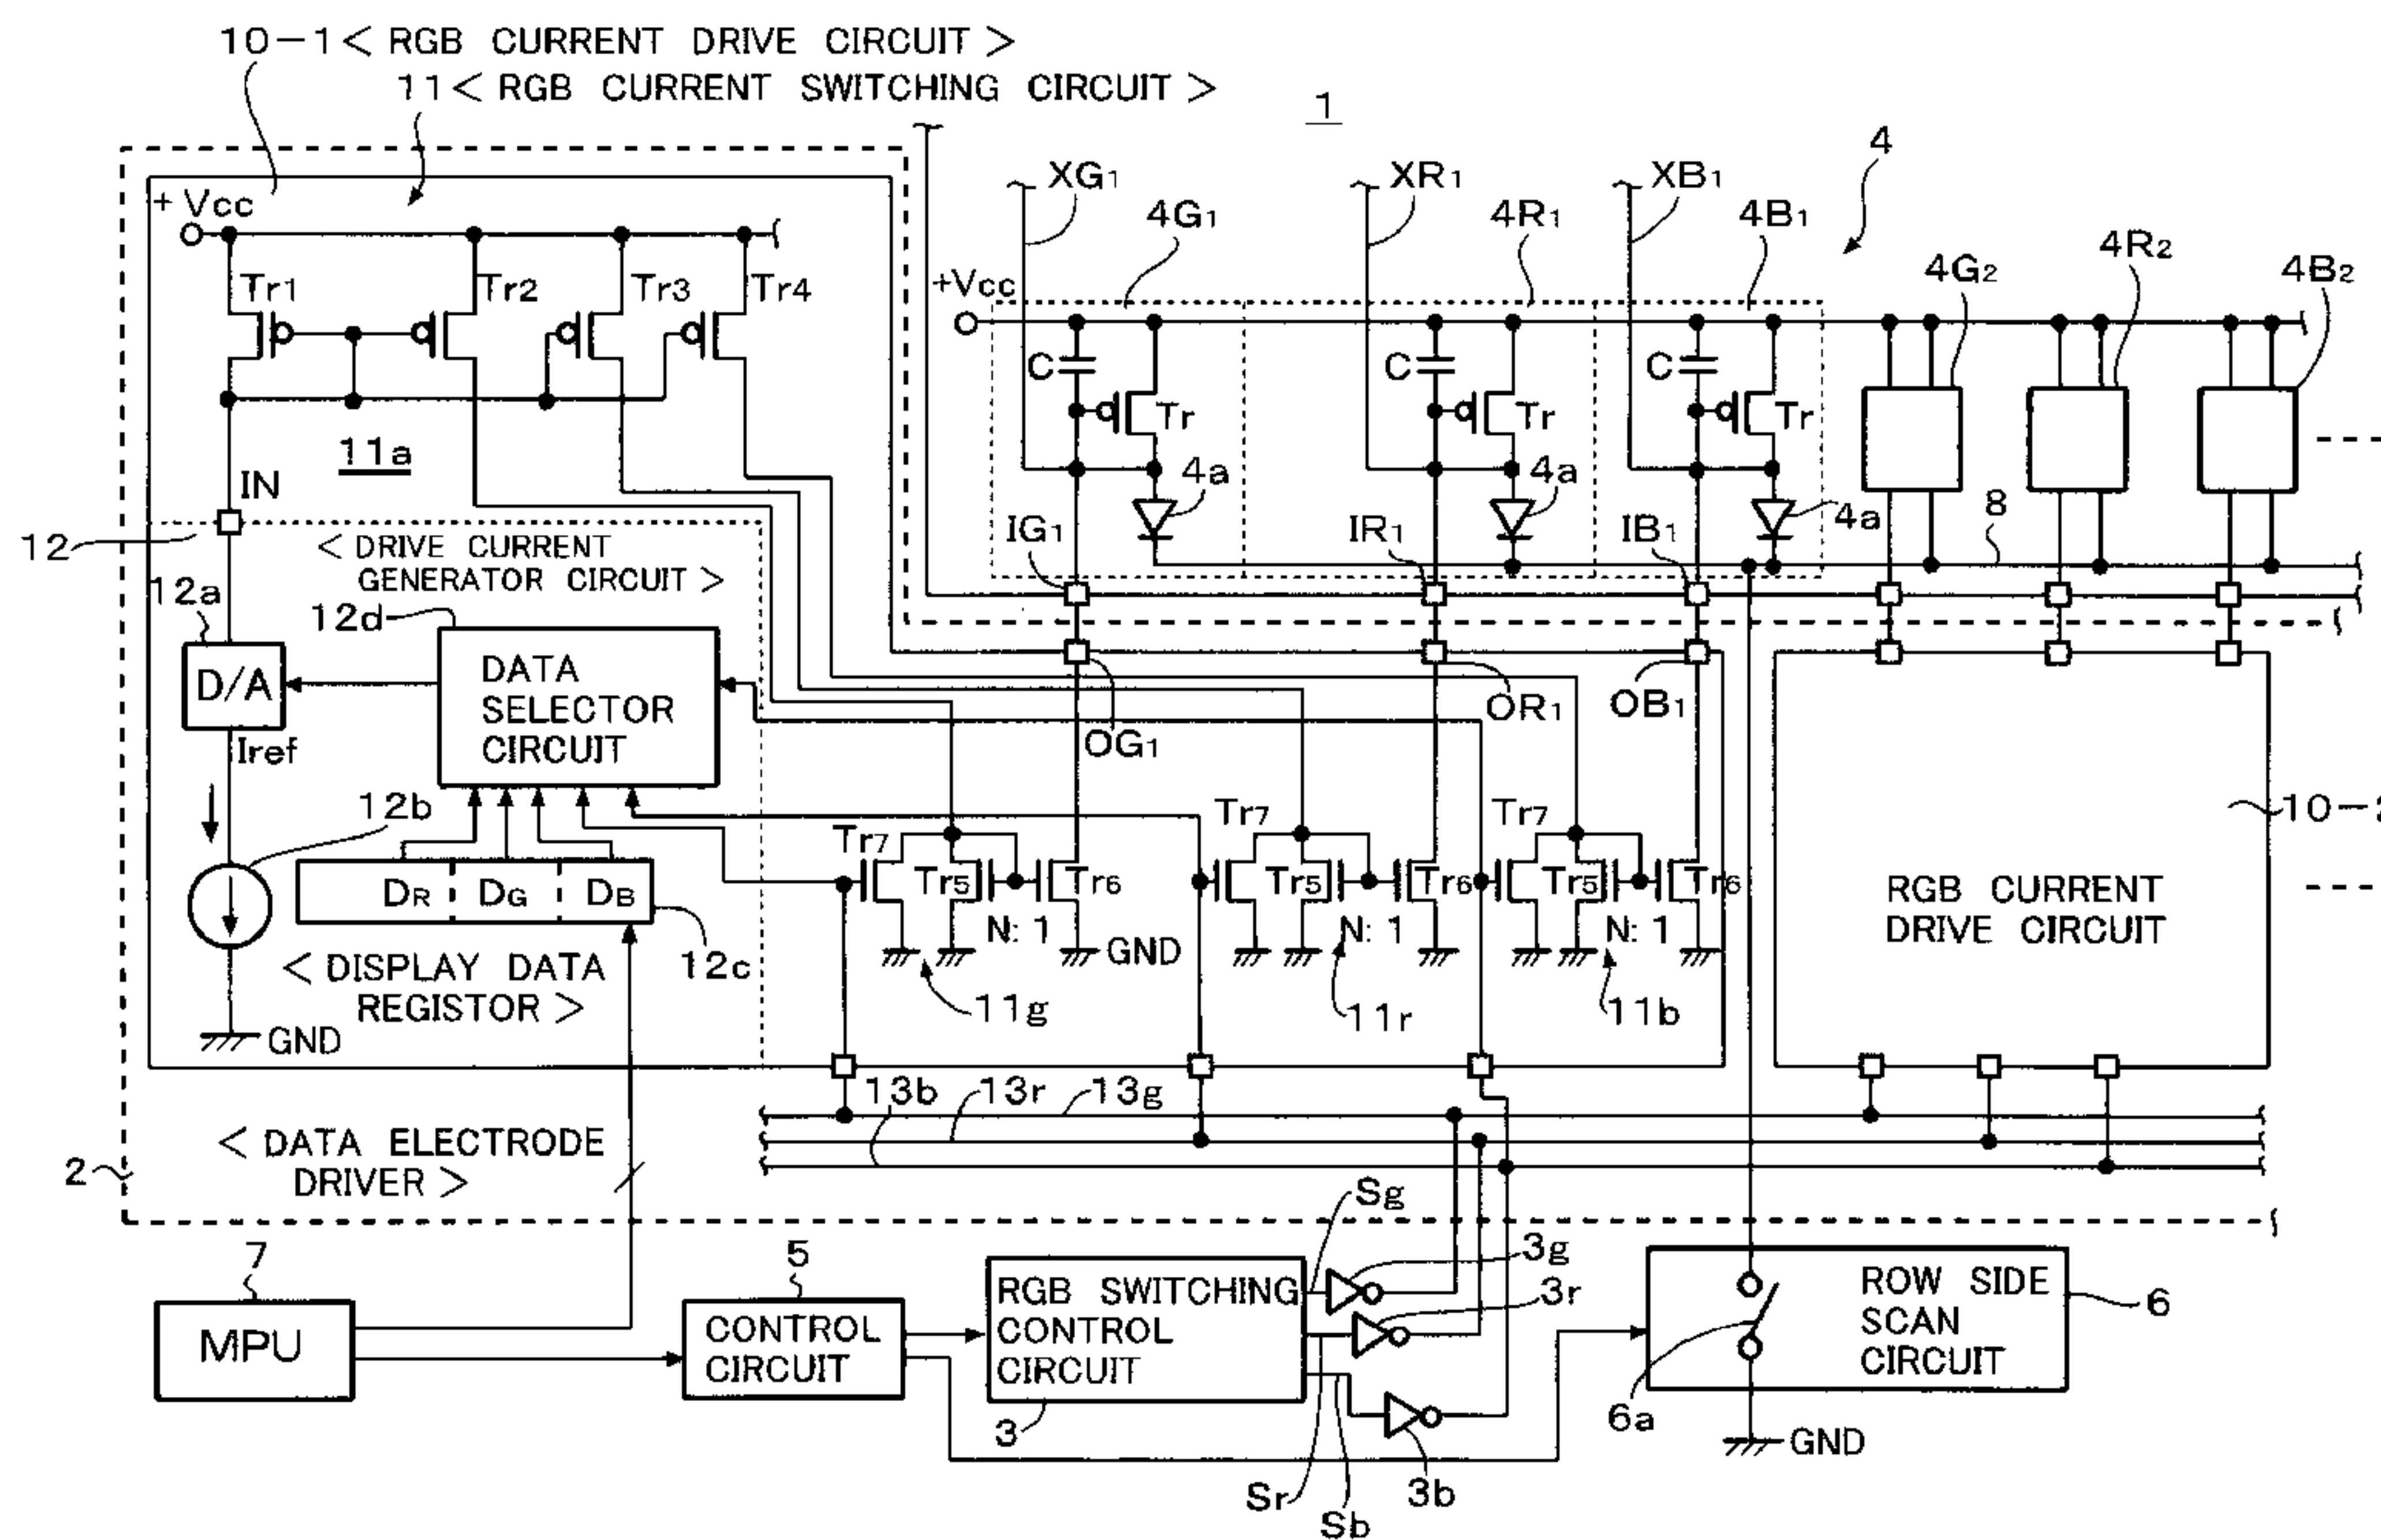 10-1< RGB CURRENT DRIVE CIRCUIT >
11< RGB CURRENT SWITCHING CIRCUIT >
1
4
XG1
XR1
XB1
4G1
4R1
4B1
4G2
4R2
4B2
+Vcc
+Vcc
Tr1
Tr2
Tr3
Tr4
C
C
C
Tr
Tr
Tr
11a
4a
4a
4a
IN
IG1
IR1
IB1
8
12
< DRIVE CURRENT
GENERATOR CIRCUIT >
12a
12d
D/A
DATA
SELECTOR
CIRCUIT
OG1
OR1
OB1
Iref
12b
Tr7
Tr7
Tr7
10-2
Tr5
Tr6
Tr5
Tr6
Tr5
Tr6
DR
DG
DB
RGB CURRENT
DRIVE CIRCUIT
N:1
N:1
N:1
GND
12c
< DISPLAY DATA
REGISTOR >
11g
11r
11b
GND
13b
13r
13g
< DATA ELECTRODE
DRIVER >
2
Sg
7
5
3g
MPU
CONTROL
CIRCUIT
RGB SWITCHING
CONTROL
CIRCUIT
3r
ROW SIDE
SCAN
CIRCUIT
6
3
6a
GND
Sr
Sb
3b